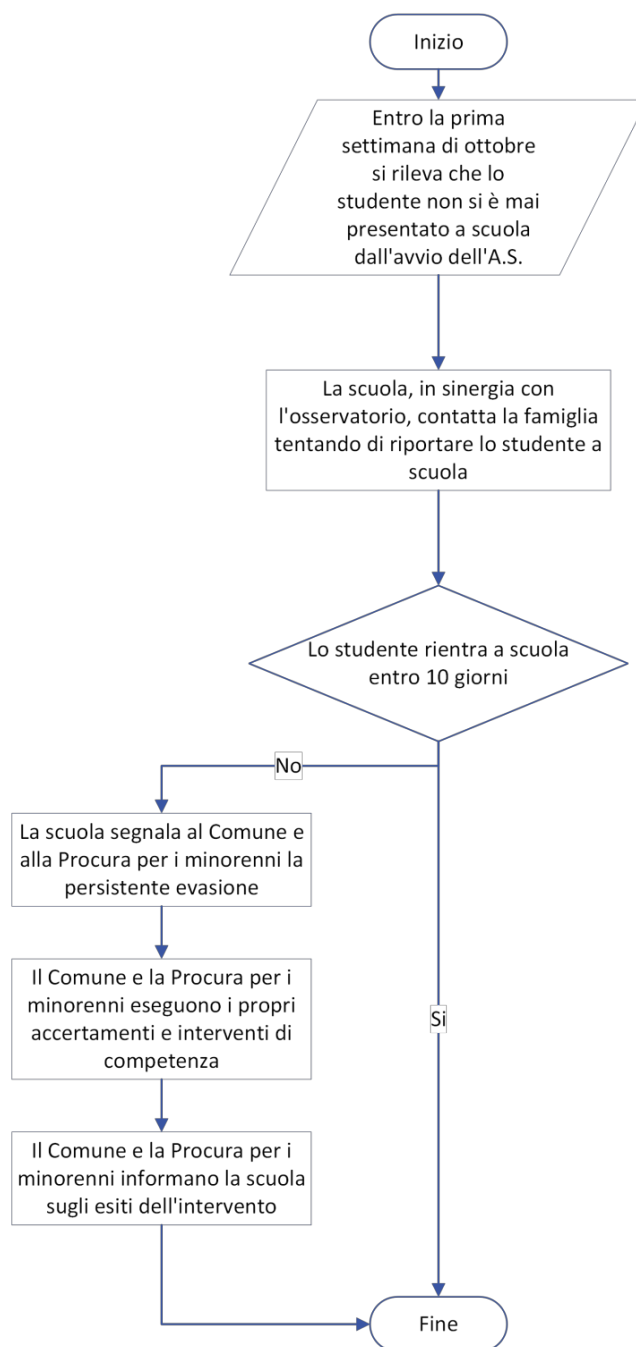 Inizio
Entro la prima
settimana di ottobre
si rileva che lo
studente non si è mai
presentato a scuola
dall'avvio dell'A.S.
La scuola, in sinergia con
l'osservatorio, contatta la famiglia
tentando di riportare lo studente a
scuola
Lo studente rientra a scuola
entro 10 giorni
No
La scuola segnala al Comune e
alla Procura per i minorenni la
persistente evasione
Il Comune e la Procura per i
minorenni eseguono i propri
accertamenti e interventi di
competenza
Si
Il Comune e la Procura per i
minorenni informano la scuola
sugli esiti dell'intervento
Fine